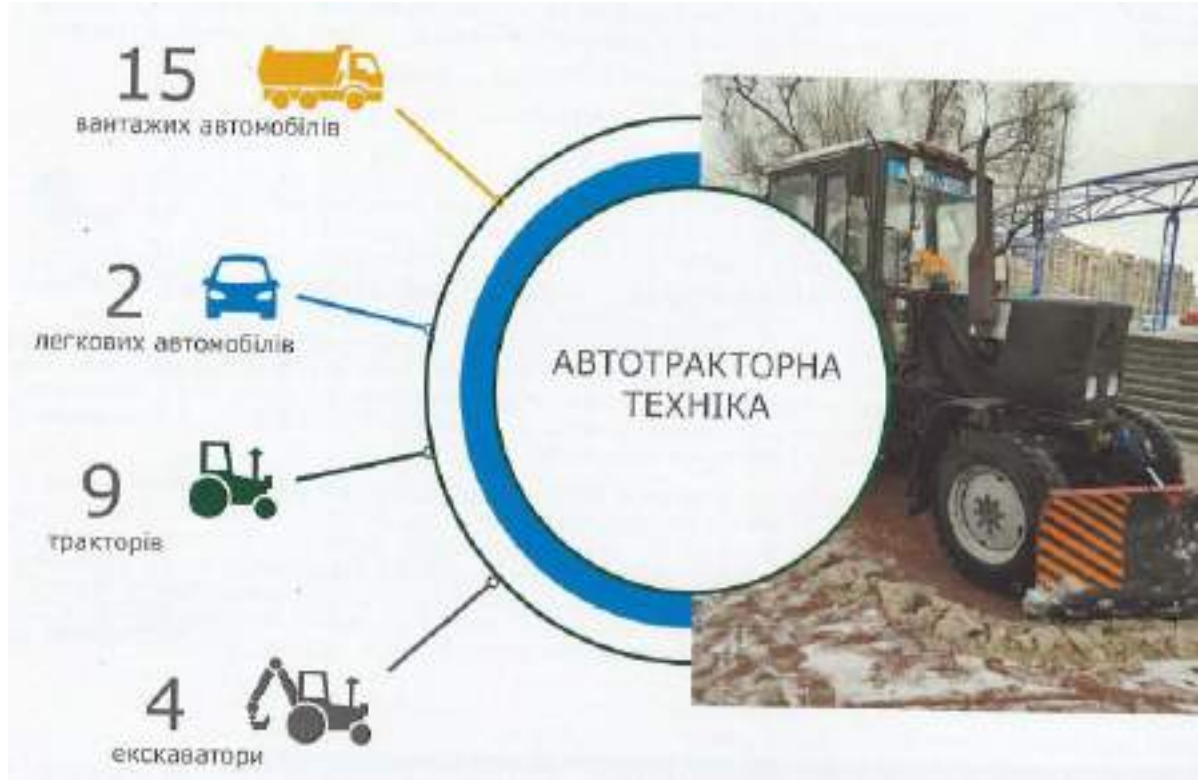 15
вантажих автомобілів
2
легкових автомобілів
АВТОТРАКТОРНА
ТЕХНІКА
9
тракторів
4
екскаватори